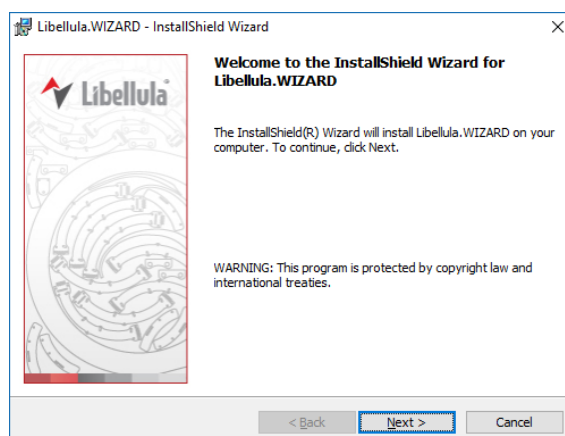 Libellula.WIZARD - InstallShield Wizard
Libellula
Welcome to the InstallShield Wizard for
Libellula.WIZARD
The InstallShield(R) Wizard will install Libellula.WIZARD on your
computer. To continue, click Next.
WARNING: This program is protected by copyright law and
international treaties.
< Back
Next >
Cancel